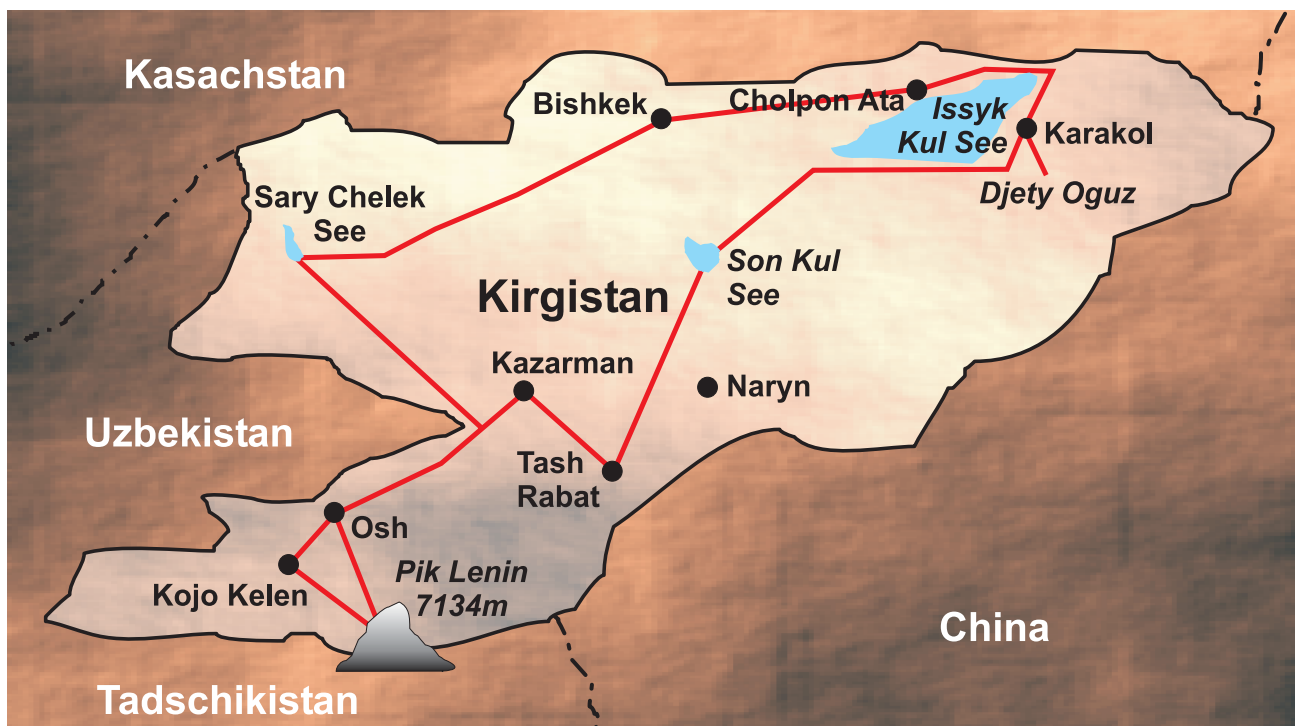 Kasachstan
Bishkek
Cholpon Ata
Issyk
Kul See
Karakol
Djety Oguz
Sary Chelek
See
Son Kul
See
Kirgistan
Kazarman
Naryn
Uzbekistan
Tash
Rabat
Osh
Pik Lenin
7134m
Kojo Kelen
China
Tadschikistan